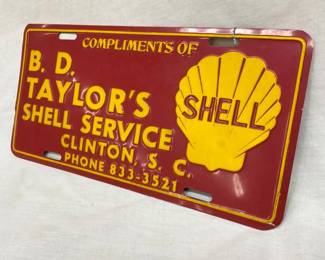 COMPLIMENTS OF
B. D.
TAYLOR'S
SHELL SERVICE
CLINTON, S. C.
PHONE 833-3521
SHELL